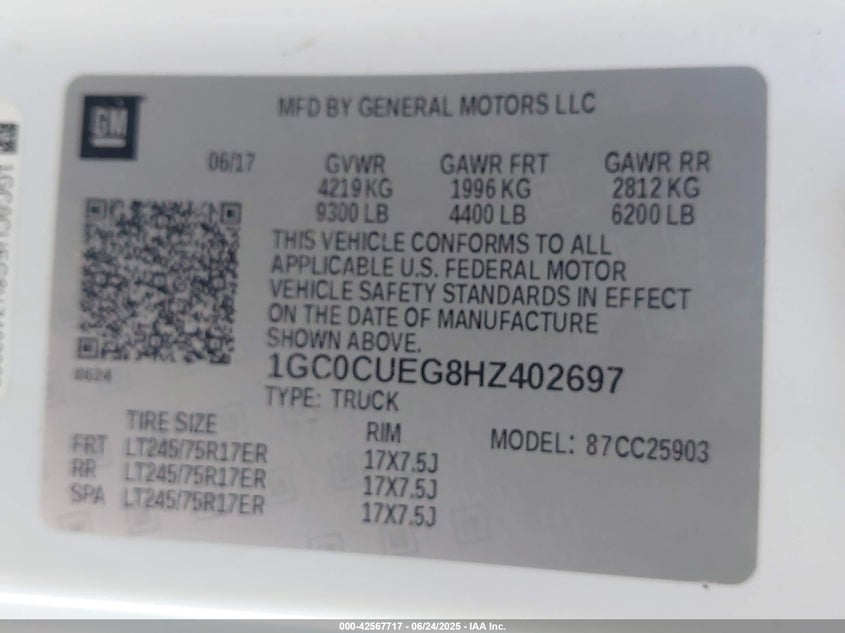 GM
MFD BY GENERAL MOTORS LLC
06/17 GVWR GAWR FRT GAWR RR
4219 KG 1996 KG 2812 KG
9300 LB 4400 LB 6200 LB
THIS VEHICLE CONFORMS TO ALL
APPLICABLE U.S. FEDERAL MOTOR
VEHICLE SAFETY STANDARDS IN EFFECT
ON THE DATE OF MANUFACTURE
SHOWN ABOVE.
8624
1GC0CUEG8HZ402697
TYPE: TRUCK
TIRE SIZE RIM MODEL: 87CC25903
FRT LT245/75R17ER 17X7.5J
RR LT245/75R17ER 17X7.5J
SPA LT245/75R17ER 17X7.5J
000-42567717 - 06/24/2025 - IAA Inc.